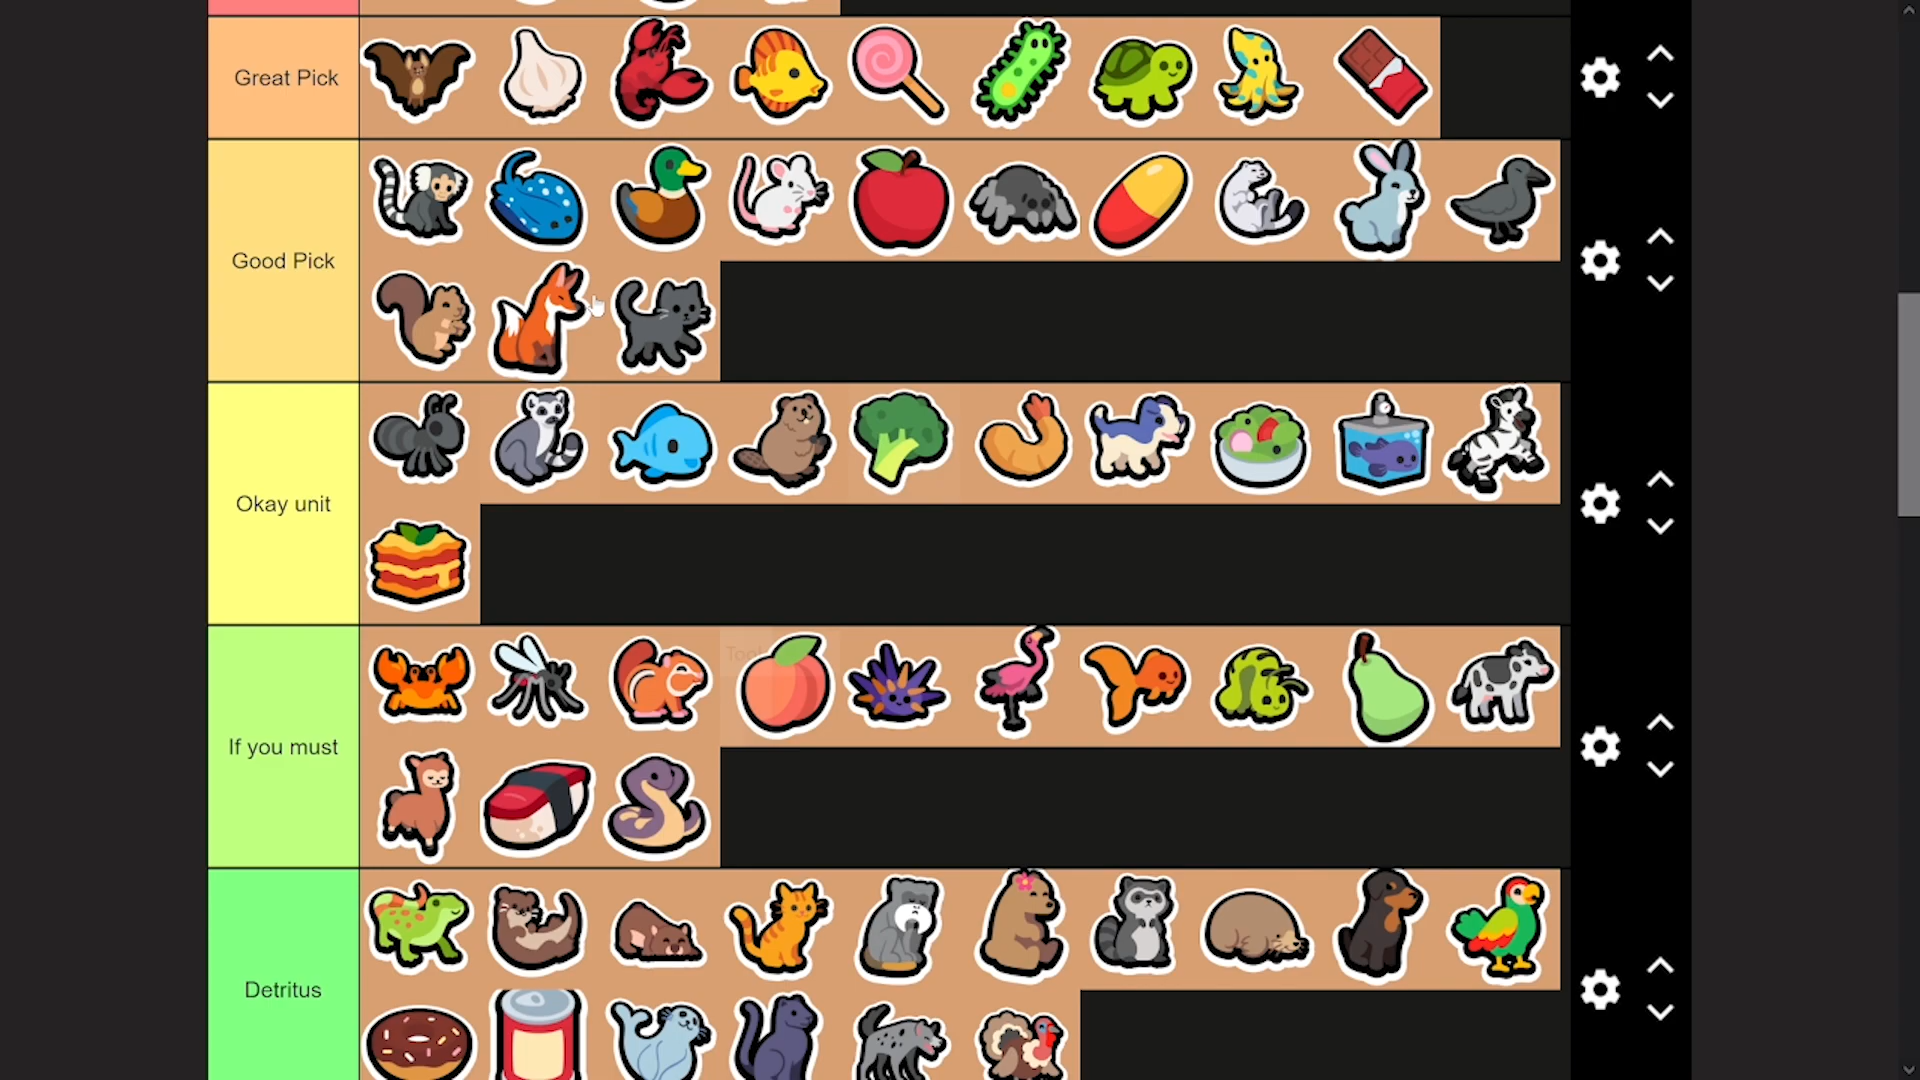 Great Pick
Good Pick
Okay unit
If you must
Detritus